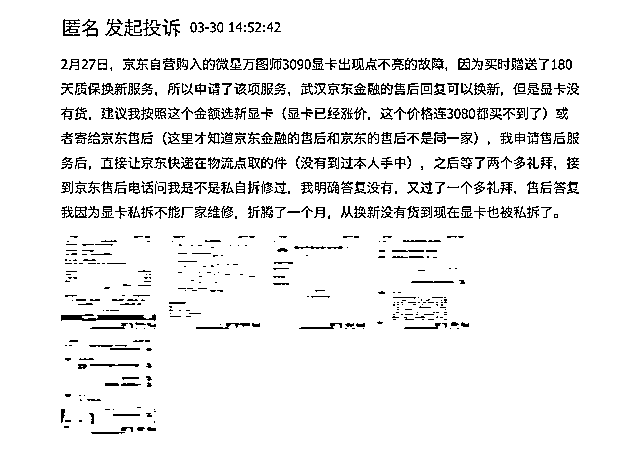 匿名 发起投诉 03-30 14:52:42
2月27日，京东自营购入的微星万图师3090显卡出现点不亮的故障，因为买时赠送了180
天质保换新服务，所以申请了该项服务，武汉京东金融的售后回复可以换新，但是显卡没
有货，建议我按照这个金额选新显卡（显卡已经涨价，这个价格连3080都买不到了）或
者寄给京东售后（这里才知道京东金融的售后和京东的售后不是同一家），我申请售后服
务后，直接让京东快递在物流点取的件（没有到过本人手中），之后等了两个多礼拜，接
到京东售后电话问我是不是私自拆修过，我明确答复没有，又过了一个多礼拜，售后答复
我因为显卡私拆不能厂家维修，折腾了一个月，从换新没有货到现在显卡也被私拆了。